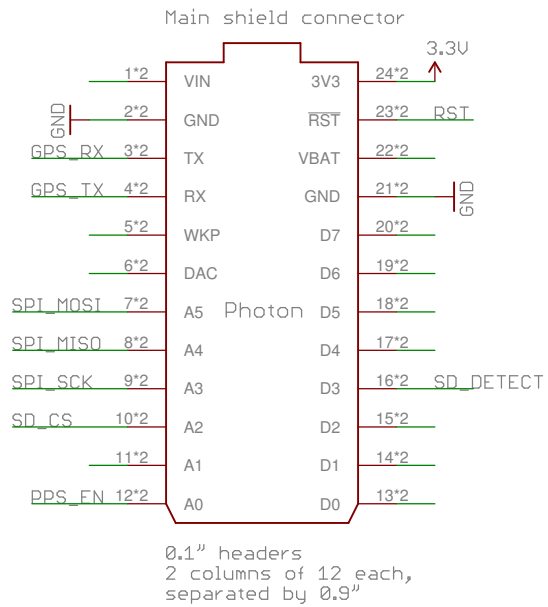 Main shield connector
3.3V
1*2 VIN 3V3 24*2
GND 2*2 GND RST 23*2 RST
GPS_RX 3*2 TX VBAT 22*2
GPS_TX 4*2 RX GND 21*2 GND
5*2 WKP D7 20*2
6*2 DAC D6 19*2
SPI_MOSI 7*2 A5 Photon D5 18*2
SPI_MISO 8*2 A4 D4 17*2
SPI_SCK 9*2 A3 D3 16*2 SD_DETECT
SD_CS 10*2 A2 D2 15*2
11*2 A1 D1 14*2
PPS_EN 12*2 A0 D0 13*2
0.1" headers
2 columns of 12 each,
separated by 0.9"